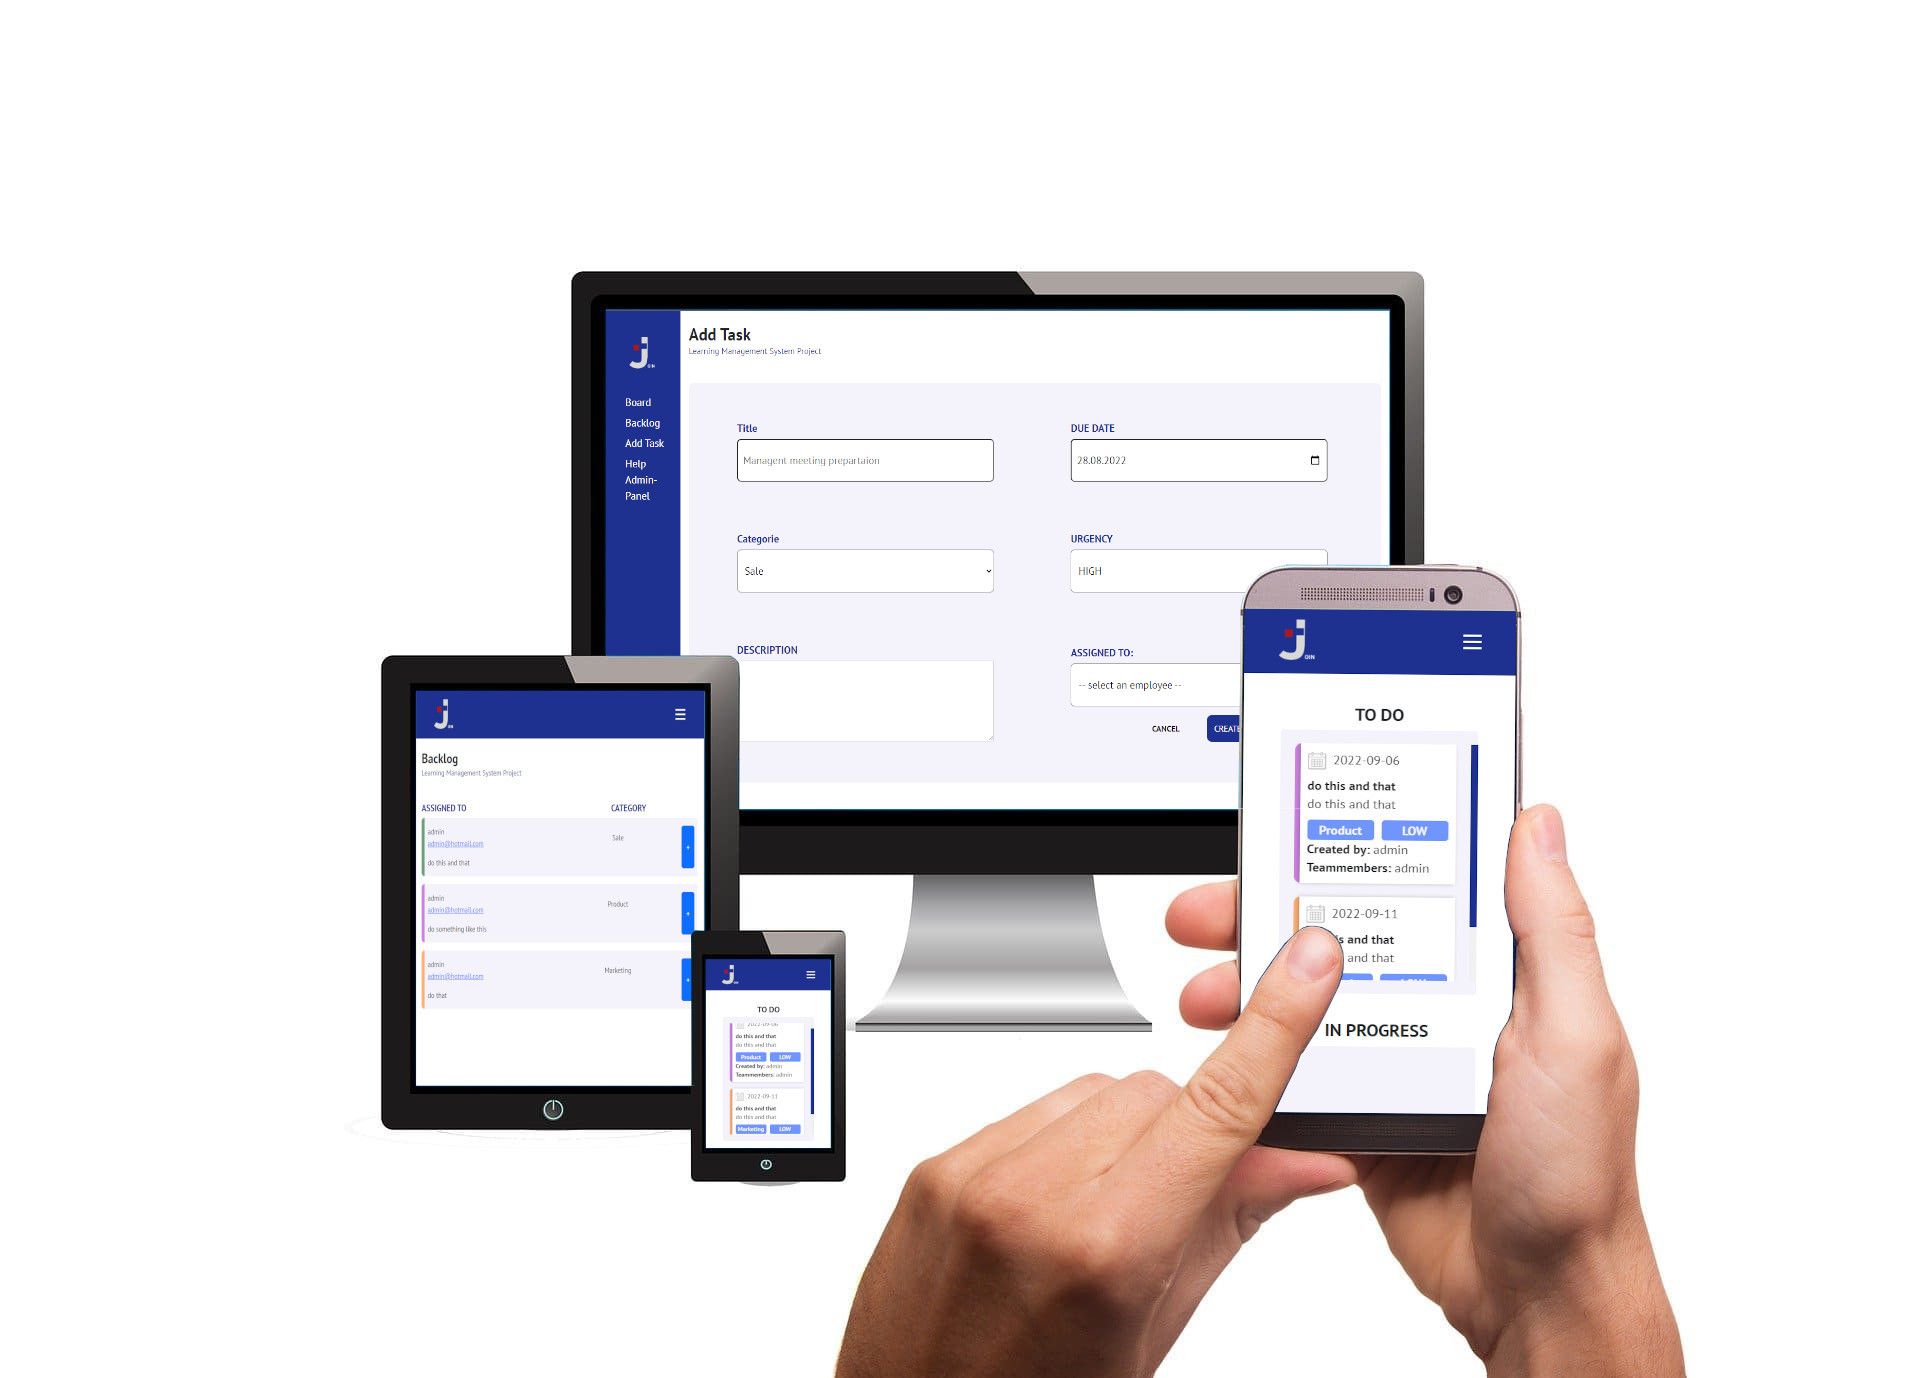 J OIN
Board
Backlog
Add Task
Help
Admin-
Panel
Add Task
Learning Management System Project
Title
Managent meeting prepartaion
DUE DATE
28.08.2022
Categorie
Sale
URGENCY
HIGH
DESCRIPTION
ASSIGNED TO:
-- select an employee --
CANCEL
CREATE
J OIN
Backlog
Learning Management System Project
ASSIGNED TO CATEGORY
admin
admin@hotmail.com
do this and that
Sale
+
admin
admin@hotmail.com
do something like this
Product
+
admin
admin@hotmail.com
do that
Marketing
J OIN
TO DO
2022-09-06
do this and that
do this and that
Product LOW
Created by: admin
Teammembers: admin
2022-09-11
do this and that
do this and that
Marketing LOW
J OIN
TO DO
2022-09-06
do this and that
do this and that
Product LOW
Created by: admin
Teammembers: admin
2022-09-11
s and that
and that
LOW
IN PROGRESS